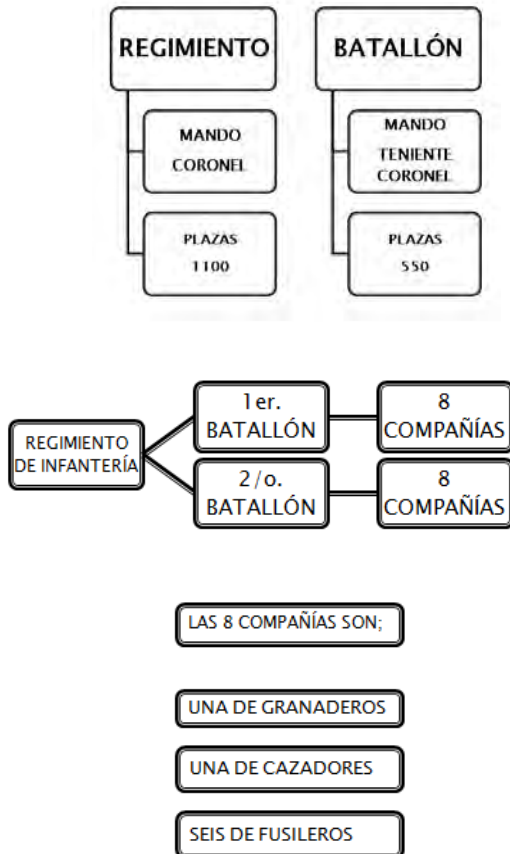 REGIMIENTO
MANDO
CORONEL
PLAZAS
1100
BATALLÓN
MANDO
TENIENTE
CORONEL
PLAZAS
550
REGIMIENTO
DE INFANTERÍA
1er.
BATALLÓN
8
COMPAÑÍAS
2/o.
BATALLÓN
8
COMPAÑÍAS
LAS 8 COMPAÑÍAS SON;
UNA DE GRANADEROS
UNA DE CAZADORES
SEIS DE FUSILEROS